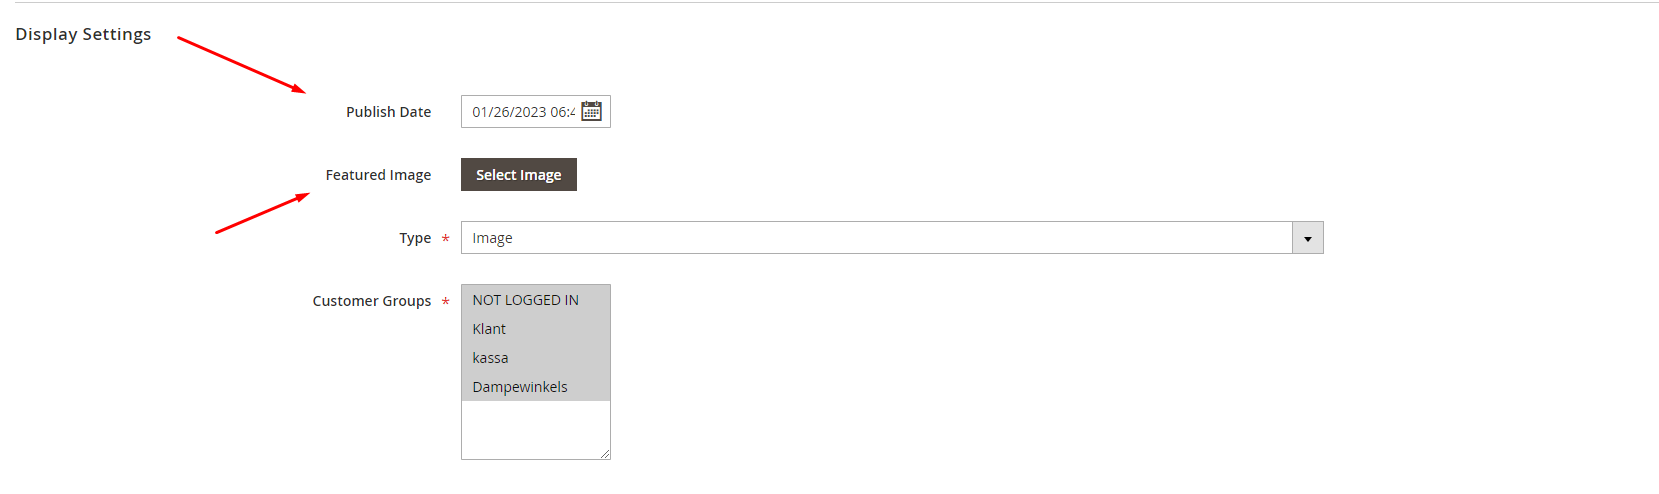 Display Settings
Publish Date 01/26/2023 06:4
Featured Image Select Image
Type * Image
Customer Groups * NOT LOGGED IN
Klant
kassa
Dampewinkels